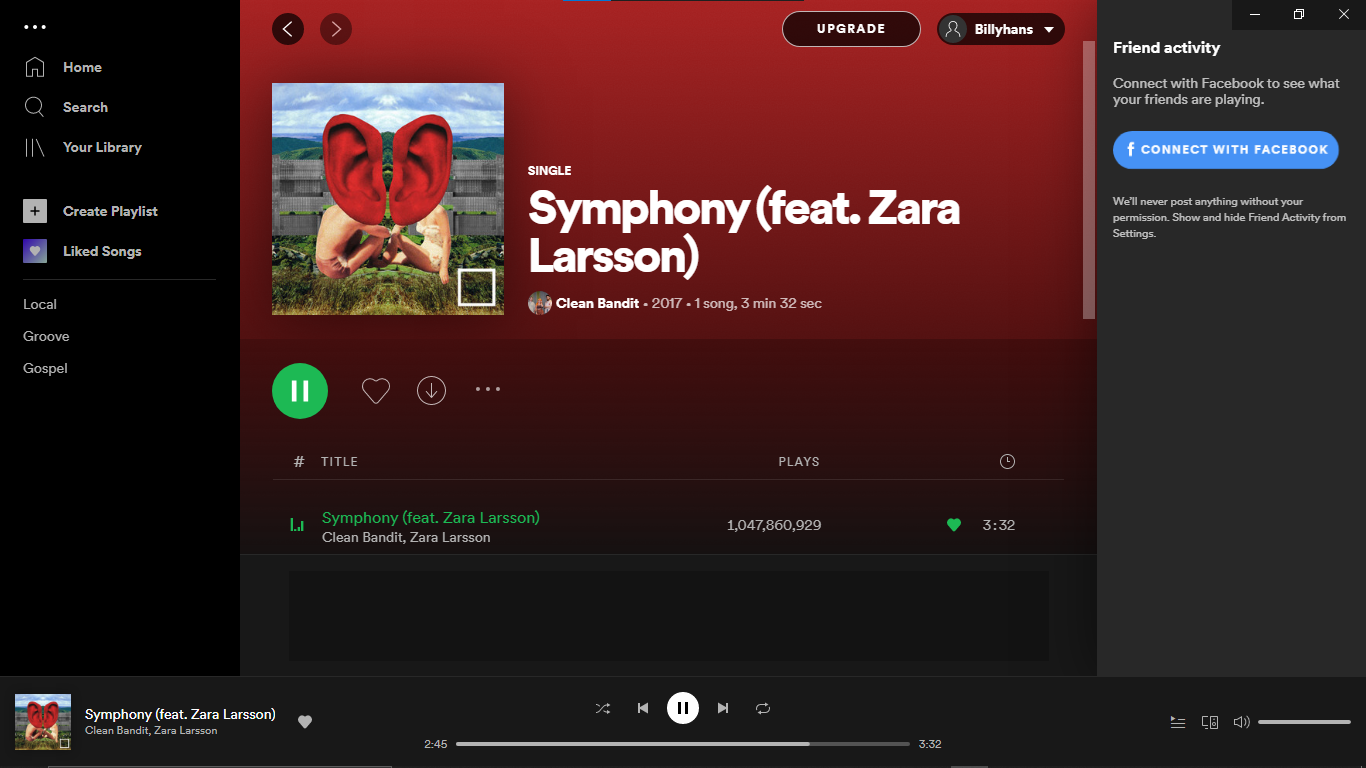 Home
Search
Your Library
Create Playlist
Liked Songs
Local
Groove
Gospel
UPGRADE
Billyhans
SINGLE
Symphony (feat. Zara
Larsson)
Clean Bandit • 2017 • 1 song, 3 min 32 sec
# TITLE PLAYS
Symphony (feat. Zara Larsson)
Clean Bandit, Zara Larsson
1,047,860,929
3:32
Friend activity
Connect with Facebook to see what
your friends are playing.
f CONNECT WITH FACEBOOK
We'll never post anything without your
permission. Show and hide Friend Activity from
Settings.
Symphony (feat. Zara Larsson)
Clean Bandit, Zara Larsson
2:45
3:32